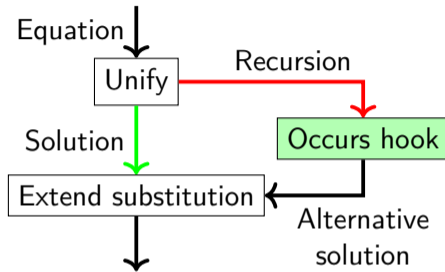 Equation
Unify
Recursion
Solution
Occurs hook
Extend substitution
Alternative
solution